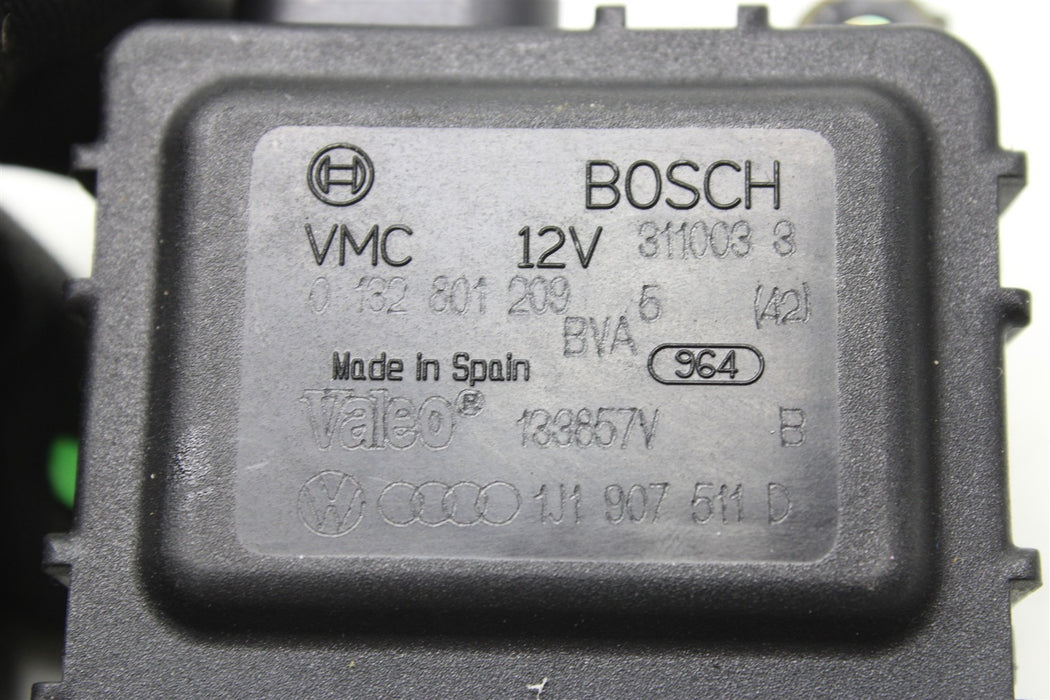 BOSCH
VMC 12V 311003 3
0 132 801 209 5 (42)
BVA
Made in Spain 964
Valeo® 133857V B
1J1 907 511 D